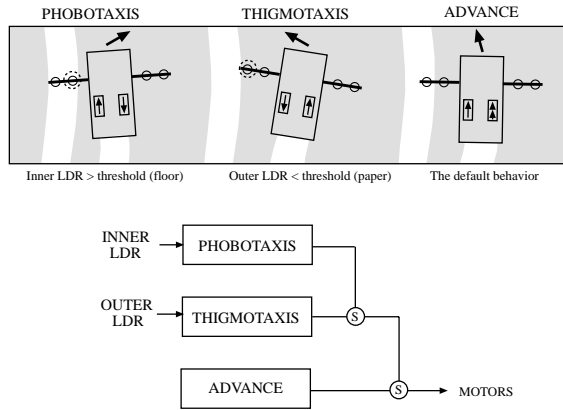 PHOBOTAXIS THIGMOTAXIS ADVANCE
Inner LDR > threshold (floor) Outer LDR < threshold (paper) The default behavior
INNER
LDR
PHOBOTAXIS
S
OUTER
LDR
THIGMOTAXIS
S
ADVANCE
MOTORS